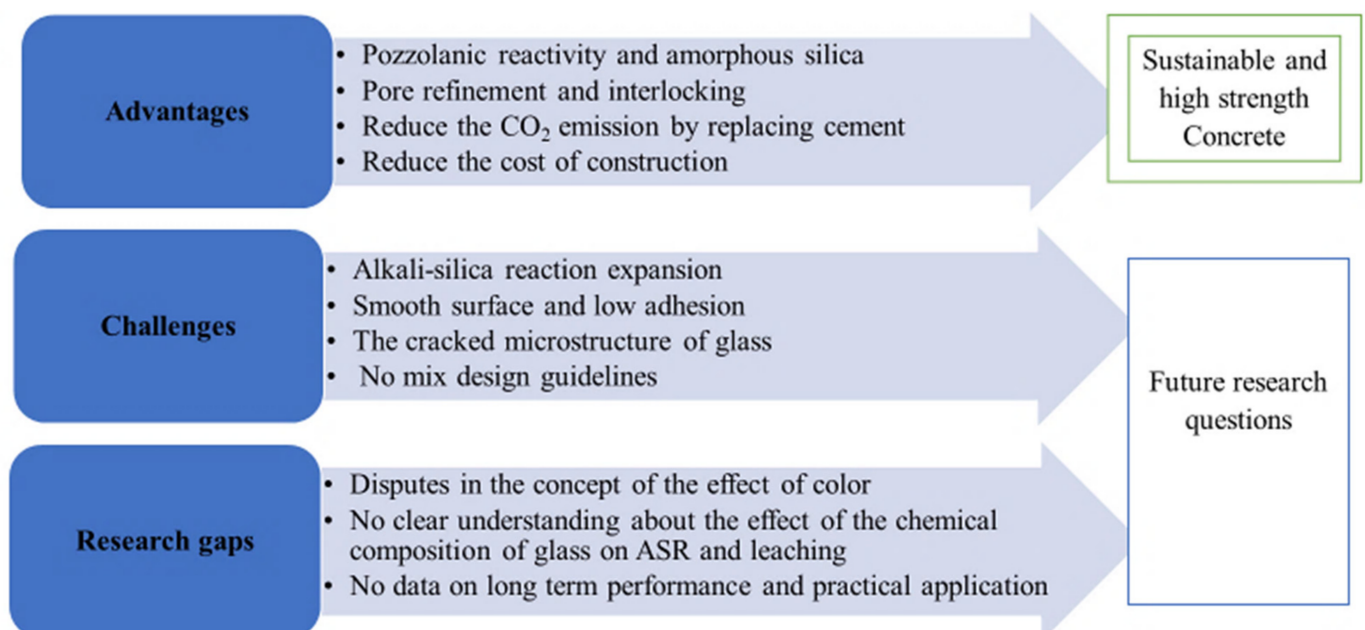 Advantages
• Pozzolanic reactivity and amorphous silica
• Pore refinement and interlocking
• Reduce the CO₂ emission by replacing cement
• Reduce the cost of construction
Sustainable and
high strength
Concrete
Challenges
• Alkali-silica reaction expansion
• Smooth surface and low adhesion
• The cracked microstructure of glass
• No mix design guidelines
Research gaps
• Disputes in the concept of the effect of color
• No clear understanding about the effect of the chemical
composition of glass on ASR and leaching
• No data on long term performance and practical application
Future research
questions